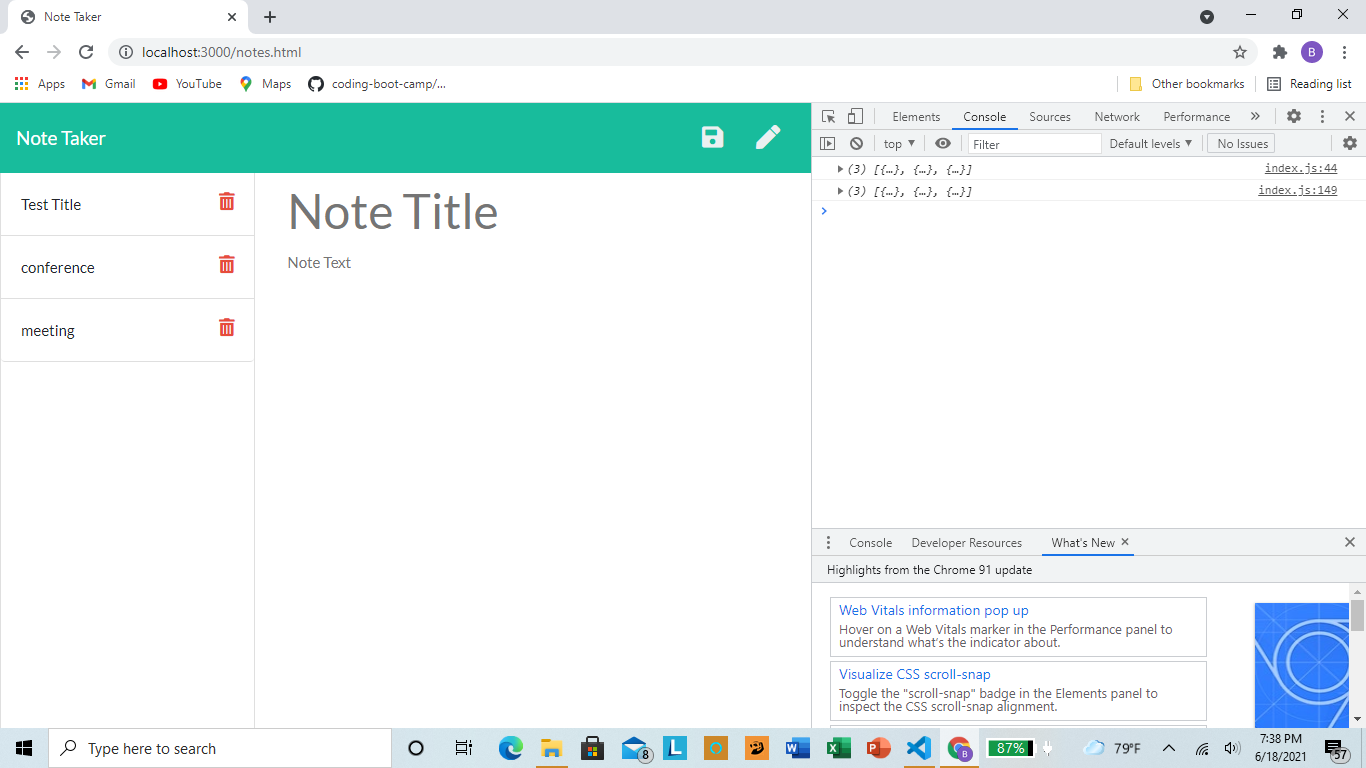 Note Taker
localhost:3000/notes.html
B
Apps Gmail YouTube Maps coding-boot-camp/... Other bookmarks Reading list
Note Taker
Test Title
conference
meeting
Note Title
Note Text
Elements Console Sources Network Performance
top Filter Default levels No Issues
(3) [{…}, {…}, {…}] index.js:44
(3) [{…}, {…}, {…}] index.js:149
Console Developer Resources What's New
Highlights from the Chrome 91 update
Web Vitals information pop up
Hover on a Web Vitals marker in the Performance panel to
understand what's the indicator about.
Visualize CSS scroll-snap
Toggle the "scroll-snap" badge in the Elements panel to
inspect the CSS scroll-snap alignment.
Type here to search
8
L
B
87%
79°F
7:38 PM
6/18/2021
57